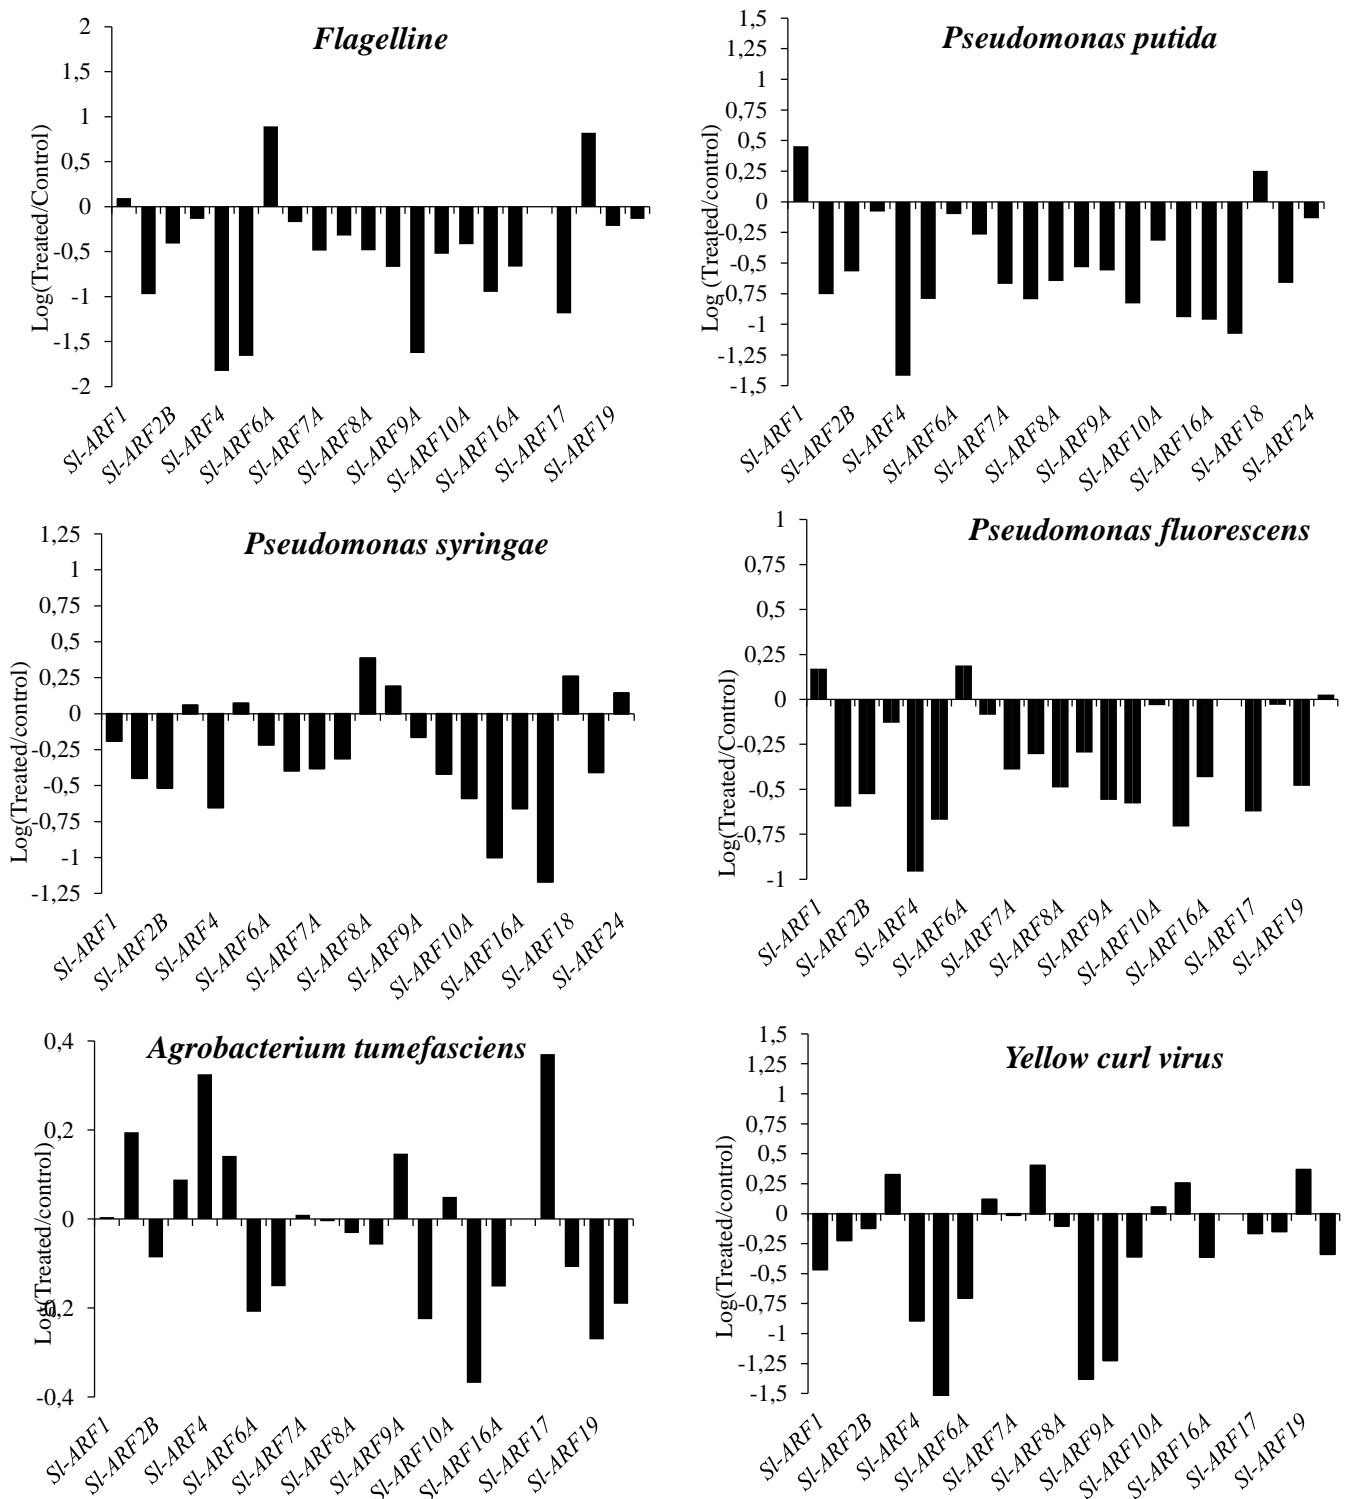 Flagelline
Log(Treated/Control)
2
1,5
1
0,5
0
-0,5
-1
-1,5
-2
Sl-ARF1
Sl-ARF2B
Sl-ARF4
Sl-ARF6A
Sl-ARF7A
Sl-ARF8A
Sl-ARF9A
Sl-ARF10A
Sl-ARF16A
Sl-ARF17
Sl-ARF19
Pseudomonas putida
Log (Treated/control)
1,5
1,25
1
0,75
0,5
0,25
0
-0,25
-0,5
-0,75
-1
-1,25
-1,5
Sl-ARF1
Sl-ARF2B
Sl-ARF4
Sl-ARF6A
Sl-ARF7A
Sl-ARF8A
Sl-ARF9A
Sl-ARF10A
Sl-ARF16A
Sl-ARF18
Sl-ARF24
Pseudomonas syringae
Log(Treated/control)
1,25
1
0,75
0,5
0,25
0
-0,25
-0,5
-0,75
-1
-1,25
Sl-ARF1
Sl-ARF2B
Sl-ARF4
Sl-ARF6A
Sl-ARF7A
Sl-ARF8A
Sl-ARF9A
Sl-ARF10A
Sl-ARF16A
Sl-ARF18
Sl-ARF24
Pseudomonas fluorescens
Log(Treated/Control)
1
0,75
0,5
0,25
0
-0,25
-0,5
-0,75
-1
Sl-ARF1
Sl-ARF2B
Sl-ARF4
Sl-ARF6A
Sl-ARF7A
Sl-ARF8A
Sl-ARF9A
Sl-ARF10A
Sl-ARF16A
Sl-ARF17
Sl-ARF19
Agrobacterium tumefasciens
Log(Treated/control)
0,4
0,2
0
-0,2
-0,4
Sl-ARF1
Sl-ARF2B
Sl-ARF4
Sl-ARF6A
Sl-ARF7A
Sl-ARF8A
Sl-ARF9A
Sl-ARF10A
Sl-ARF16A
Sl-ARF17
Sl-ARF19
Yellow curl virus
Log(Treated/control)
1,5
1,25
1
0,75
0,5
0,25
0
-0,25
-0,5
-0,75
-1
-1,25
-1,5
Sl-ARF1
Sl-ARF2B
Sl-ARF4
Sl-ARF6A
Sl-ARF7A
Sl-ARF8A
Sl-ARF9A
Sl-ARF10A
Sl-ARF16A
Sl-ARF17
Sl-ARF19